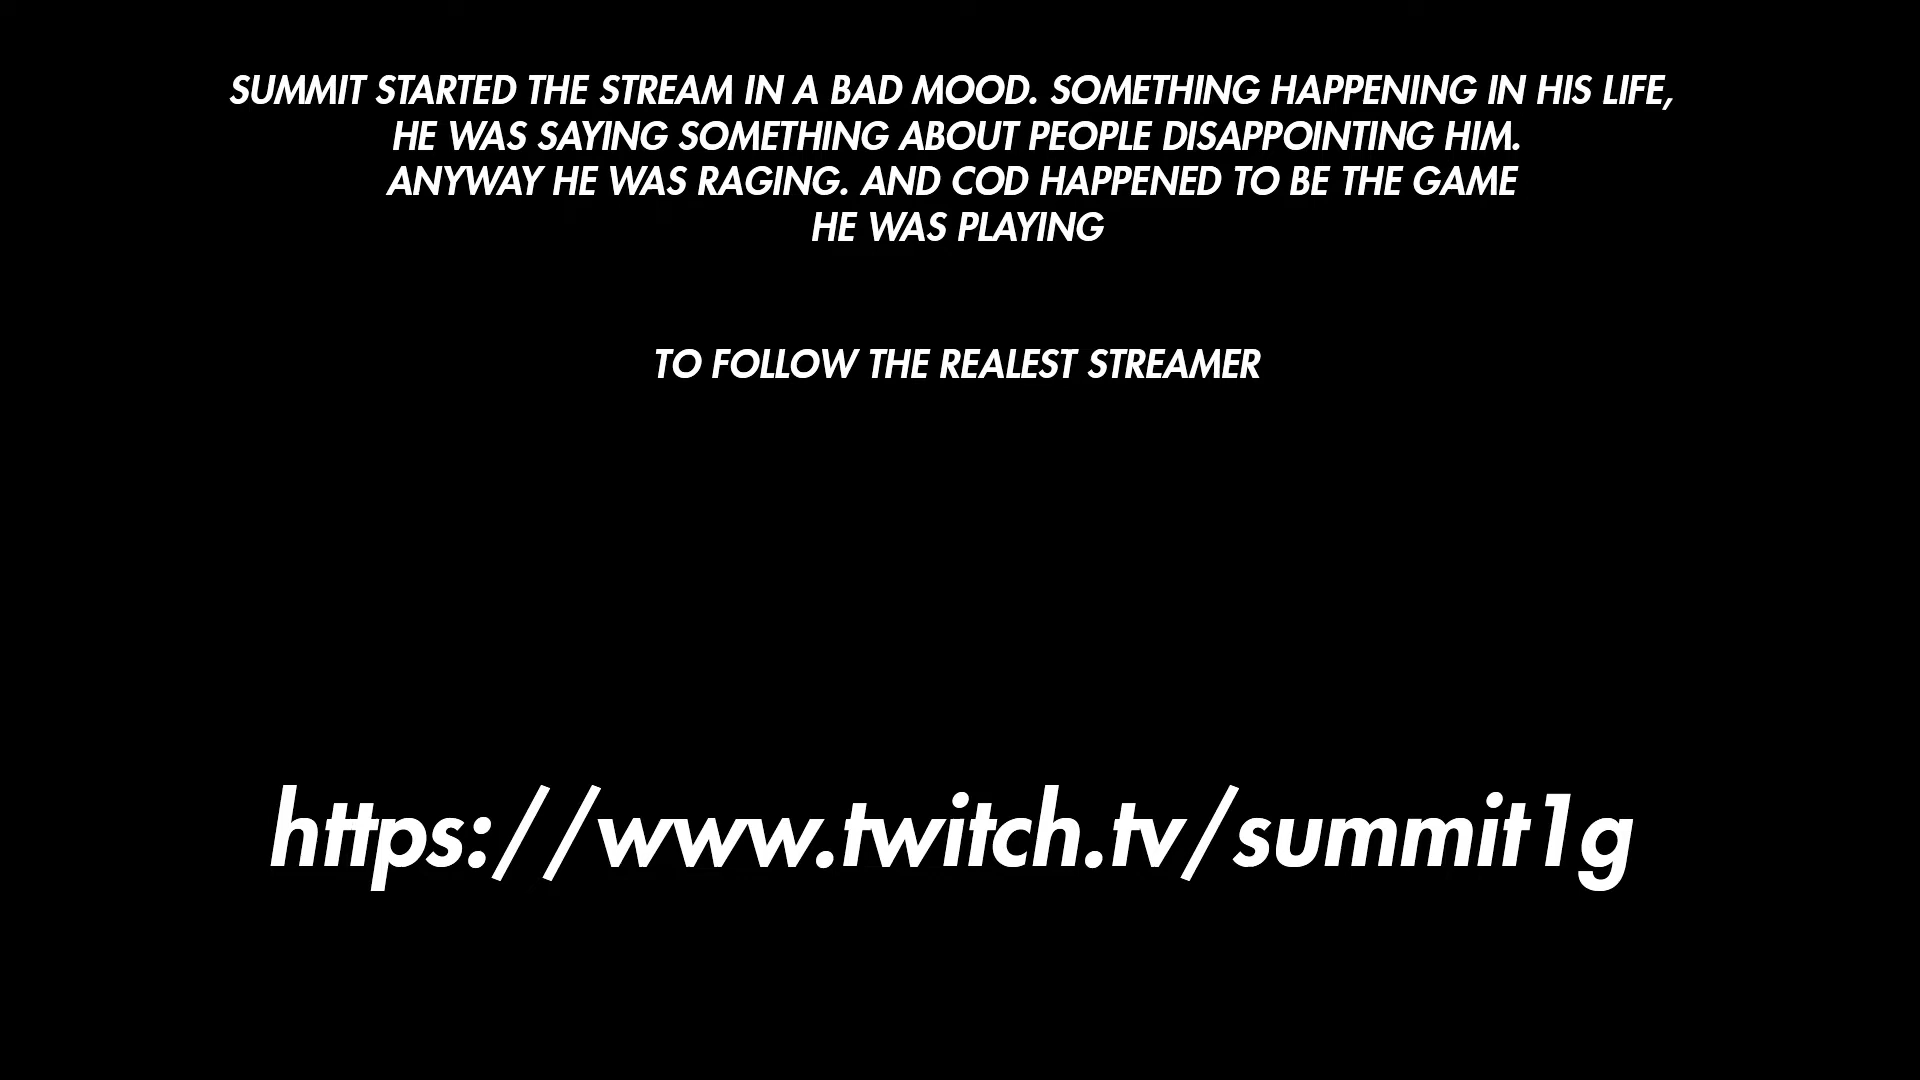 SUMMIT STARTED THE STREAM IN A BAD MOOD. SOMETHING HAPPENING IN HIS LIFE,
HE WAS SAYING SOMETHING ABOUT PEOPLE DISAPPOINTING HIM.
ANYWAY HE WAS RAGING. AND COD HAPPENED TO BE THE GAME
HE WAS PLAYING
TO FOLLOW THE REALEST STREAMER
https://www.twitch.tv/summit1g